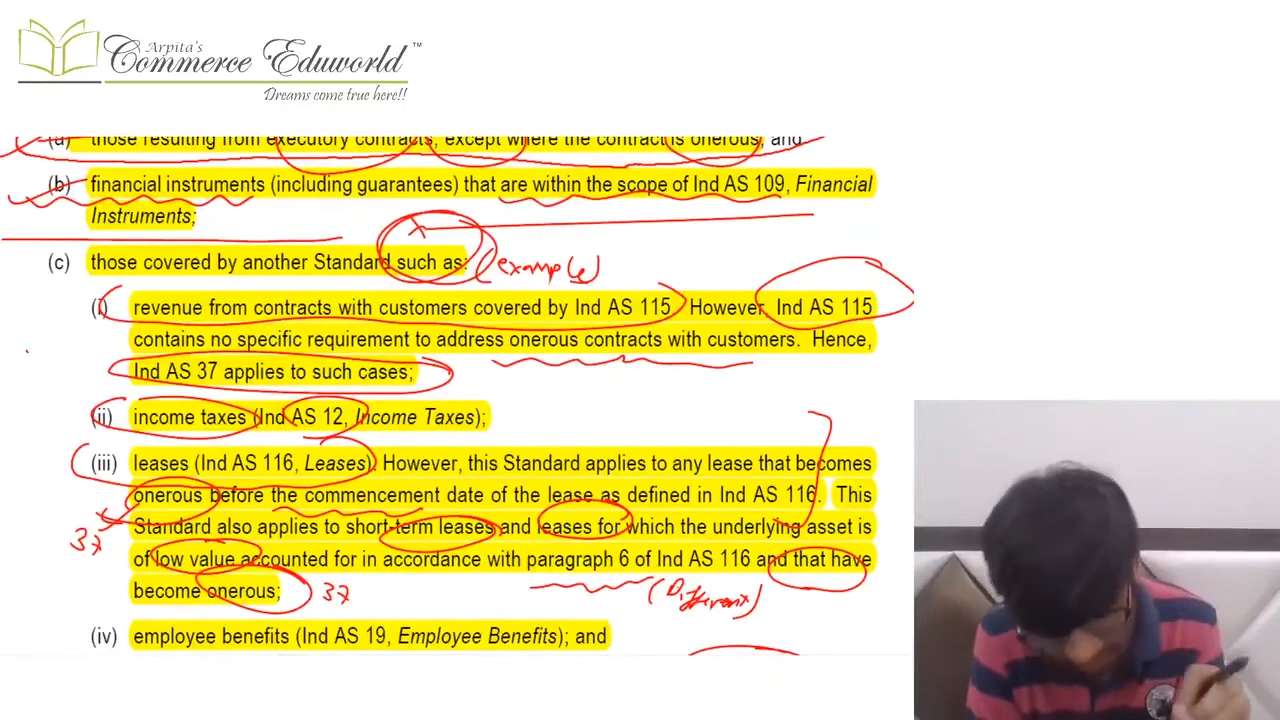 Arpita's
Commerce Eduworld™
Dreams come true here!!
those resulting from executory contracts, except where the contract is onerous, and
(b) financial instruments (including guarantees) that are within the scope of Ind AS 109, Financial
Instruments;
(c) those covered by another Standard such as: (example)
(i) revenue from contracts with customers covered by Ind AS 115 However, Ind AS 115
contains no specific requirement to address onerous contracts with customers. Hence,
Ind AS 37 applies to such cases;
(ii) income taxes (Ind AS 12, Income Taxes);
(iii) leases (Ind AS 116, Leases). However, this Standard applies to any lease that becomes
onerous before the commencement date of the lease as defined in Ind AS 116. This
Standard also applies to short-term leases and leases for which the underlying asset is
37
of low value accounted for in accordance with paragraph 6 of Ind AS 116 and that have
become onerous; 37 (Different)
(iv) employee benefits (Ind AS 19, Employee Benefits); and